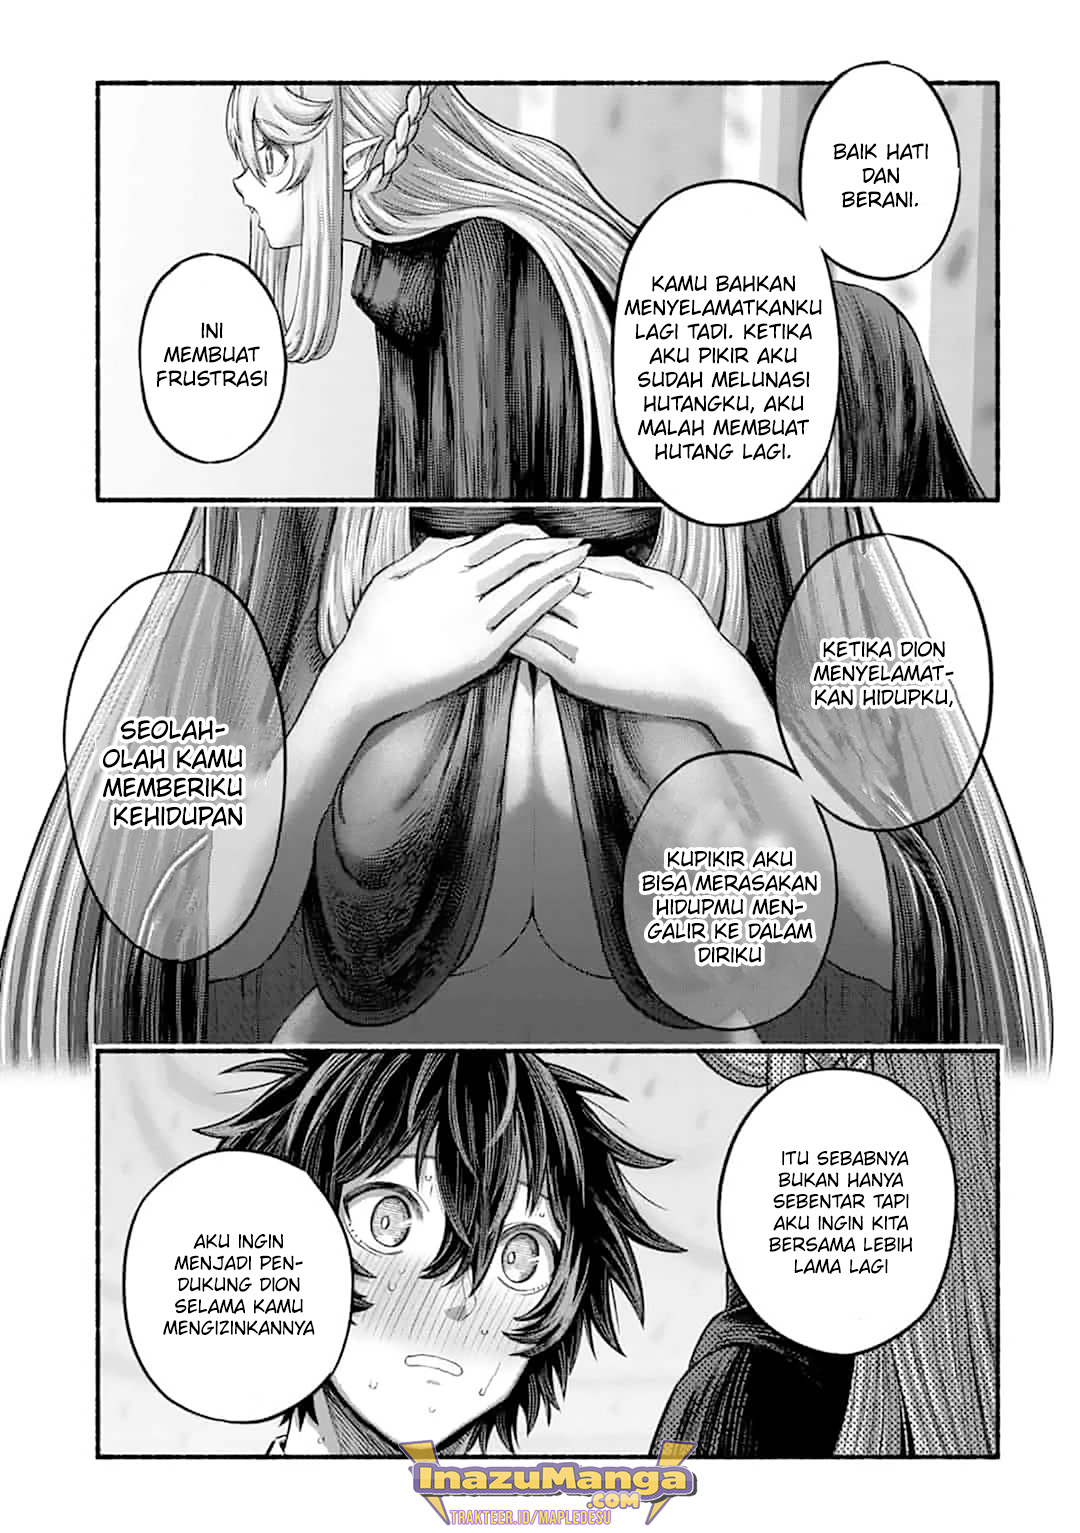 BAIK HATI
DAN
BERANI.
KAMU BAHKAN
MENYELAMATKANKU
LAGI TADI. KETIKA
AKU PIKIR AKU
SUDAH MELUNASI
HUTANGKU, AKU
MALAH MEMBUAT
HUTANG LAGI.
INI
MEMBUAT
FRUSTRASI
KETIKA DION
MENYELAMAT-
KAN HIDUPKU,
KUPIKIR AKU
BISA MERASAKAN
HIDUPMU MEN-
GALIR KE DALAM
DIRIKU
SEOLAH-
OLAH KAMU
MEMBERIKU
KEHIDUPAN
ITU SEBABNYA
BUKAN HANYA
SEBENTAR TAPI
AKU INGIN KITA
BERSAMA LEBIH
LAMA LAGI
AKU INGIN
MENJADI PEN-
DUKUNG DION
SELAMA KAMU
MENGIZINKANNYA
INAZUMANGA
.COM
TRAKTEER.ID/MAPLEDESU